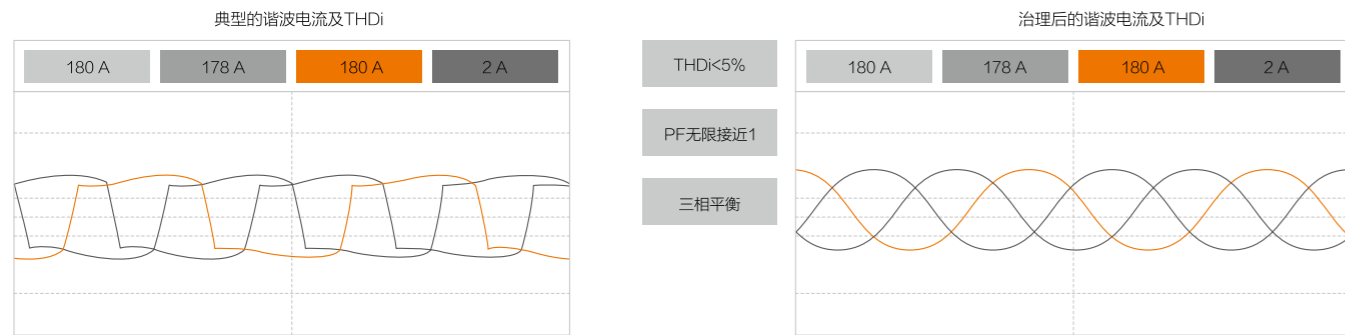 典型的谐波电流及THDi
治理后的谐波电流及THDi
180 A
178 A
180 A
2 A
THDi<5%
PF无限接近1
三相平衡
180 A
178 A
180 A
2 A